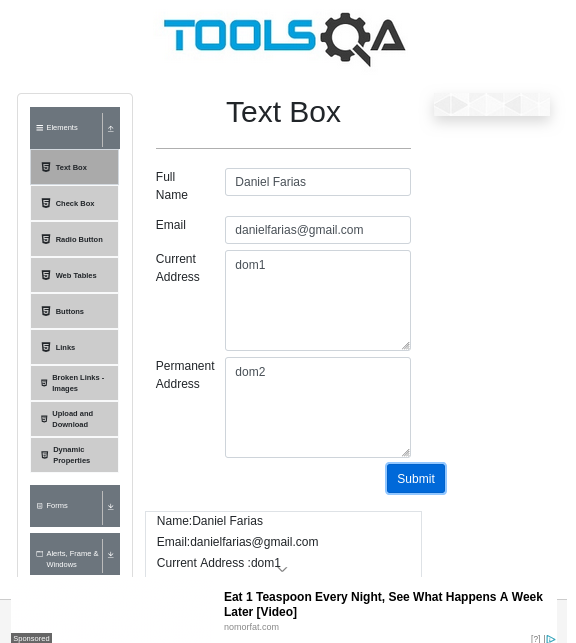 TOOLSQA
Text Box
Elements
Text Box
Check Box
Radio Button
Web Tables
Buttons
Links
Broken Links -
Images
Upload and
Download
Dynamic
Properties
Forms
Alerts, Frame &
Windows
Full
Name
Daniel Farias
Email
danielfarias@gmail.com
Current
Address
dom1
Permanent
Address
dom2
Submit
Name:Daniel Farias
Email:danielfarias@gmail.com
Current Address :dom1
Eat 1 Teaspoon Every Night, See What Happens A Week
Later [Video]
nomorfat.com
Sponsored
[?]